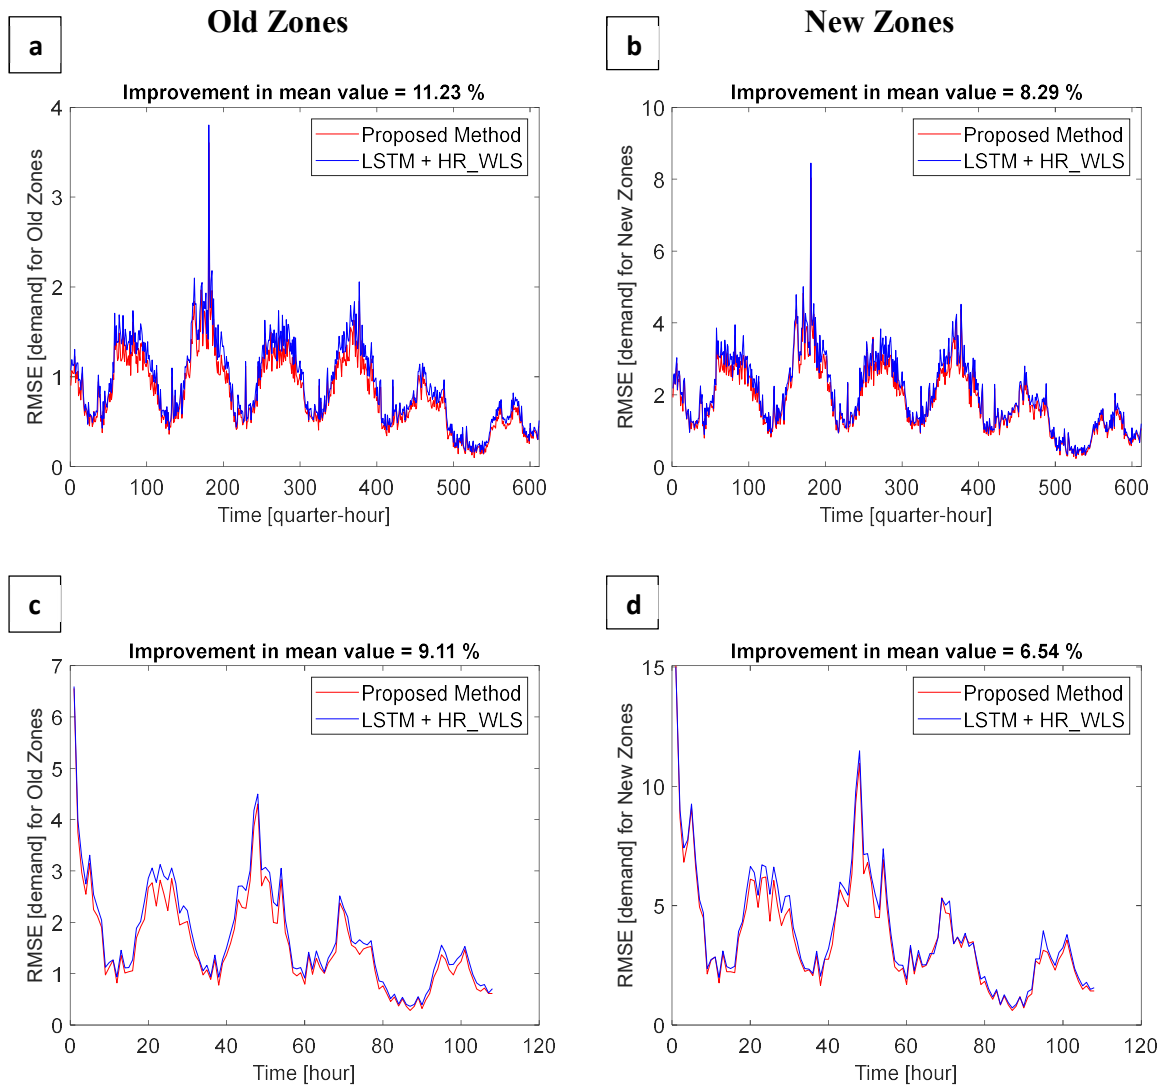 Old Zones
New Zones
a
Improvement in mean value = 11.23 %
RMSE [demand] for Old Zones
4
3
2
1
0
Proposed Method
LSTM + HR_WLS
0 100 200 300 400 500 600
Time [quarter-hour]
b
Improvement in mean value = 8.29 %
RMSE [demand] for New Zones
10
8
6
4
2
0
Proposed Method
LSTM + HR_WLS
0 100 200 300 400 500 600
Time [quarter-hour]
c
Improvement in mean value = 9.11 %
RMSE [demand] for Old Zones
7
6
5
4
3
2
1
0
Proposed Method
LSTM + HR_WLS
0 20 40 60 80 100 120
Time [hour]
d
Improvement in mean value = 6.54 %
RMSE [demand] for New Zones
15
10
5
0
Proposed Method
LSTM + HR_WLS
0 20 40 60 80 100 120
Time [hour]